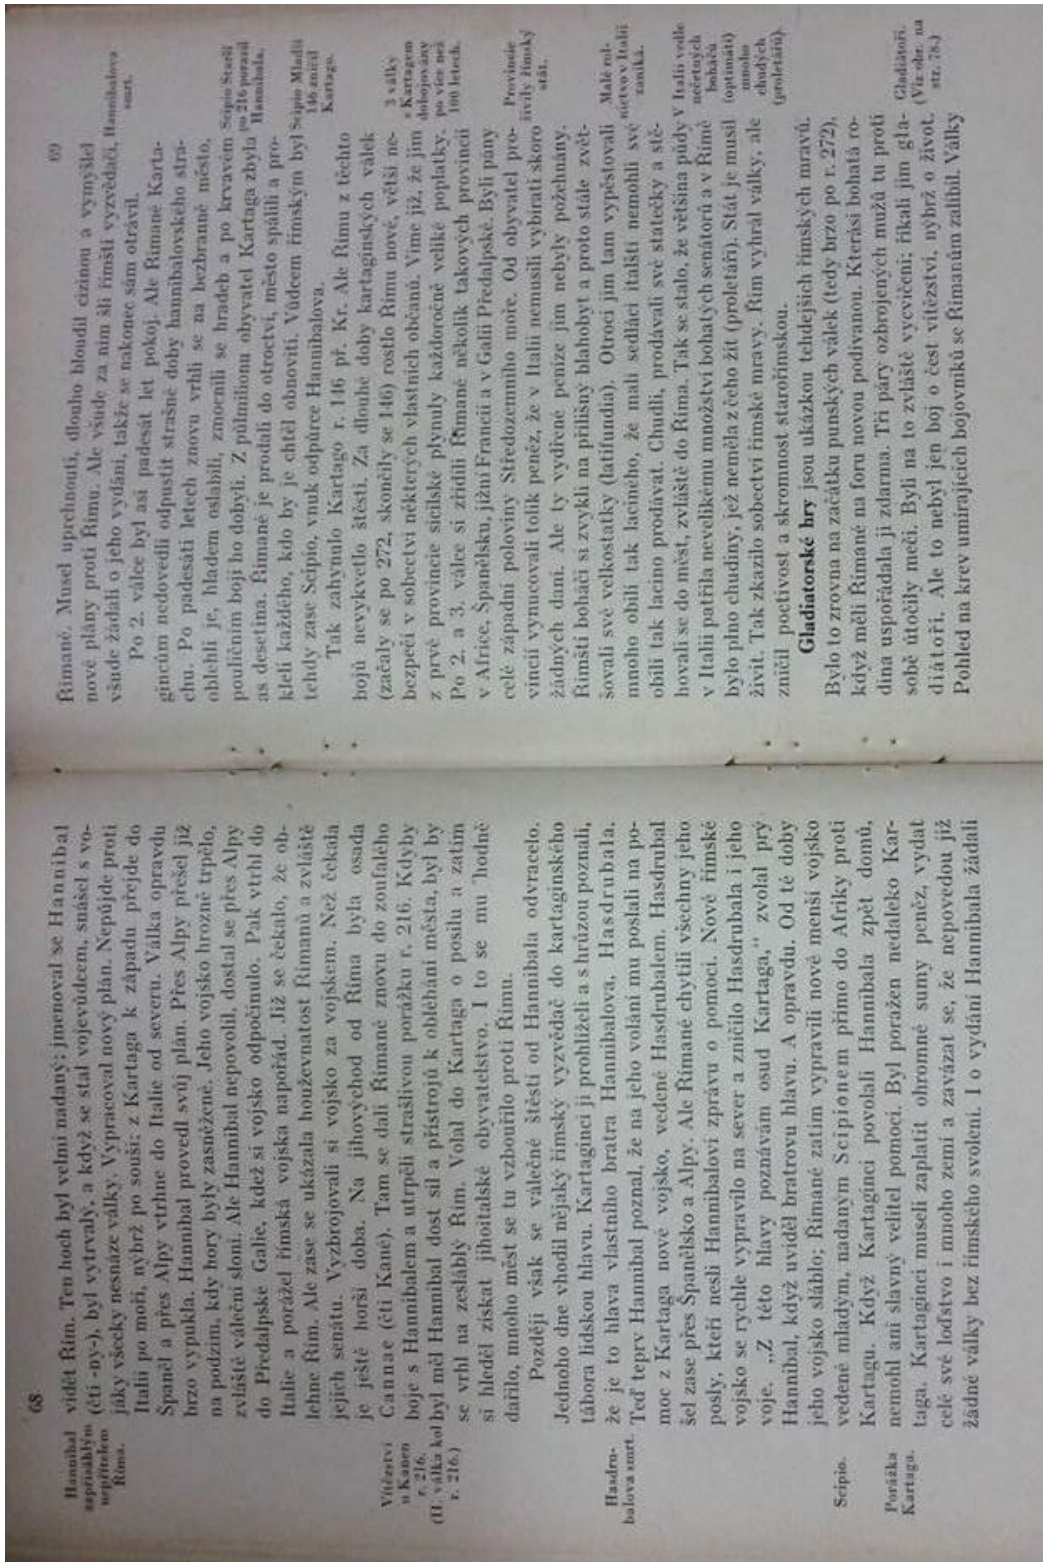 68
Hannibal
zapřisáhlým
nepřítelem
Říma.
vidět Řím. Ten hoch byl velmi nadaný; jmenoval se Hannibal
(čti -ny-), byl vytrvalý, a když se stal vojevůdcem, snášel s vo-
jáky všecky nesnáze války. Vypracoval nový plán. Nepůjde proti
Italii po moři, nýbrž po souši: z Kartaga k západu přejde do
Španěl a přes Alpy vtrhne do Italie od severu. Válka opravdu
brzo vypukla. Hannibal provedl svůj plán. Přes Alpy přešel již
na podzim, kdy hory byly zasněžené. Jeho vojsko hrozně trpělo,
zvláště váleční sloni. Ale Hannibal nepovolil, dostal se přes Alpy
do Předalpské Galie, kdež si vojsko odpočinulo. Pak vtrhl do
Italie a porážel římská vojska napořád. Již se čekalo, že ob-
lehne Řím. Ale zase se ukázala houževnatost Římanů a zvláště
jejich senátu. Vyzbrojovali si vojsko za vojskem. Než čekala
je ještě horší doba. Na jihovýchod od Říma byla osada
Cannae (čti Kané). Tam se dali Římané znovu do zoufalého
boje s Hannibalem a utrpěli strašlivou porážku r. 216. Kdyby
byl měl Hannibal dost sil a přístrojů k obléhání města, byl by
se vrhl na zesláblý Řím. Volal do Kartaga o posilu a zatím
si hleděl získat jihoitalské obyvatelstvo. I to se mu hodně
dařilo, mnoho měst se tu vzbouřilo proti Římu.
Vítězství
u Kanen
r. 216.
(II. válka kol
r. 216.)
Později však se válečné štěstí od Hannibala odvracelo.
Jednoho dne vhodil nějaký římský vyzvědač do kartaginského
tábora lidskou hlavu. Kartaginci ji prohlíželi a s hrůzou poznali,
že je to hlava vlastního bratra Hannibalova, Hasdrubala.
Teď teprv Hannibal poznal, že na jeho volání mu poslali na po-
moc z Kartaga nové vojsko, vedené Hasdrubalem. Hasdrubal
šel zase přes Španělsko a Alpy. Ale Římané chytili všechny jeho
posly, kteří nesli Hannibalovi zprávu o pomoci. Nové římské
vojsko se rychle vypravilo na sever a zničilo Hasdrubala i jeho
voje. „Z této hlavy poznávám osud Kartaga,“ zvolal prý
Hannibal, když uviděl bratrovu hlavu. A opravdu. Od té doby
jeho vojsko sláblo; Římané zatím vypravili nové menší vojsko
vedené mladým, nadaným Scipionem přímo do Afriky proti
Kartagu. Když Kartaginci povolali Hannibala zpět domů,
nemohl ani slavný velitel pomoci. Byl poražen nedaleko Kar-
taga. Kartaginci museli zaplatit ohromné sumy peněz, vydat
celé své loďstvo i mnoho zemí a zavázat se, že nepovedou již
žádné války bez římského svolení. I o vydání Hannibala žádali
Hasdru-
balova smrt.
Scipio.
Porážka
Kartaga.
69
Římané. Musel uprchnouti, dlouho bloudil cizinou a vymýšlel
nové plány proti Římu. Ale všude za ním šli římští vyzvědači,
všude žádali o jeho vydání, takže se nakonec sám otrávil.
Hannibalova
smrt.
Po 2. válce byl asi padesát let pokoj. Ale Římané Karta-
gincům nedovedli odpustit strašné doby hannibalovského stra-
chu. Po padesáti letech znovu vrhli se na bezbranné město,
oblehli je, hladem oslabili, zmocnili se hradeb a po krvavém
pouličním boji ho dobyli. Z půlmilionu obyvatel Kartaga zbyla
as desetina. Římané je prodali do otroctví, město spálili a pro-
kleli každého, kdo by je chtěl obnoviti. Vůdcem římským byl
tehdy zase Scipio, vnuk odpůrce Hannibalova.
Scipio Starší
po 216 porazil
Hannibala.
Scipio Mladší
146 zničil
Kartago.
Tak zahynulo Kartago r. 146 př. Kr. Ale Římu z těchto
bojů nevykvetlo štěstí. Za dlouhé doby kartaginských válek
(začaly se po 272, skončily se 146) rostlo Římu nové, větší ne-
bezpečí v sobectví některých vlastních občanů. Víme již, že jim
z prvé provincie sicilské plynuly každoročně veliké poplatky.
Po 2. a 3. válce si zřídili Římané několik takových provincií
v Africe, Španělsku, jižní Francii a v Galii Předalpské. Byli pány
celé západní poloviny Středozemního moře. Od obyvatel pro-
vincií vymucovali tolik peněz, že v Italii nemusili vybírati skoro
žádných daní. Ale ty vydřené peníze jim nebyly požehnány.
Římští boháči si zvykli na přílišný blahobyt a proto stále zvět-
šovali své velkostatky (latifundia). Otroci jim tam vypěstovali
mnoho obilí tak laciného, že malí sedláci italští nemohli své
obilí tak lacino prodávat. Chudli, prodávali své statečky a stě-
hovali se do měst, zvláště do Říma. Tak se stalo, že většina půdy
v Italii patřila nevelikému množství bohatých senátorů a v Římě
bylo plno chudiny, jež neměla z čeho žít (proletáři). Stát je musil
živit. Tak zkazilo sobectví římské mravy. Řím vyhrál války, ale
zničil poctivost a skromnost starořímskou.
3 války
s Kartagem
dobojovány
po více než
100 letech.
Provincie
živily římský
stát.
Malé rol-
nictvo v Italii
zaniká.
V Italii vedle
nečetných
boháčů
(optimáti)
mnoho
chudých
(proletářů).
Gladiatorské hry jsou ukázkou tehdejších římských mravů.
Bylo to zrovna na začátku punských válek (tedy brzo po r. 272),
když měli Římané na foru novou podívanou. Kterási bohatá ro-
dina uspořádala ji zdarma. Tři páry ozbrojených mužů tu proti
sobě útočily meči. Byli na to zvláště vycvičeni; říkali jim gla-
diátoři. Ale to nebyl jen boj o čest vítězství, nýbrž o život.
Pohled na krev umírajících bojovníků se Římanům zalíbil. Války
Gladiátoři.
(Viz obr. na
str. 78.)